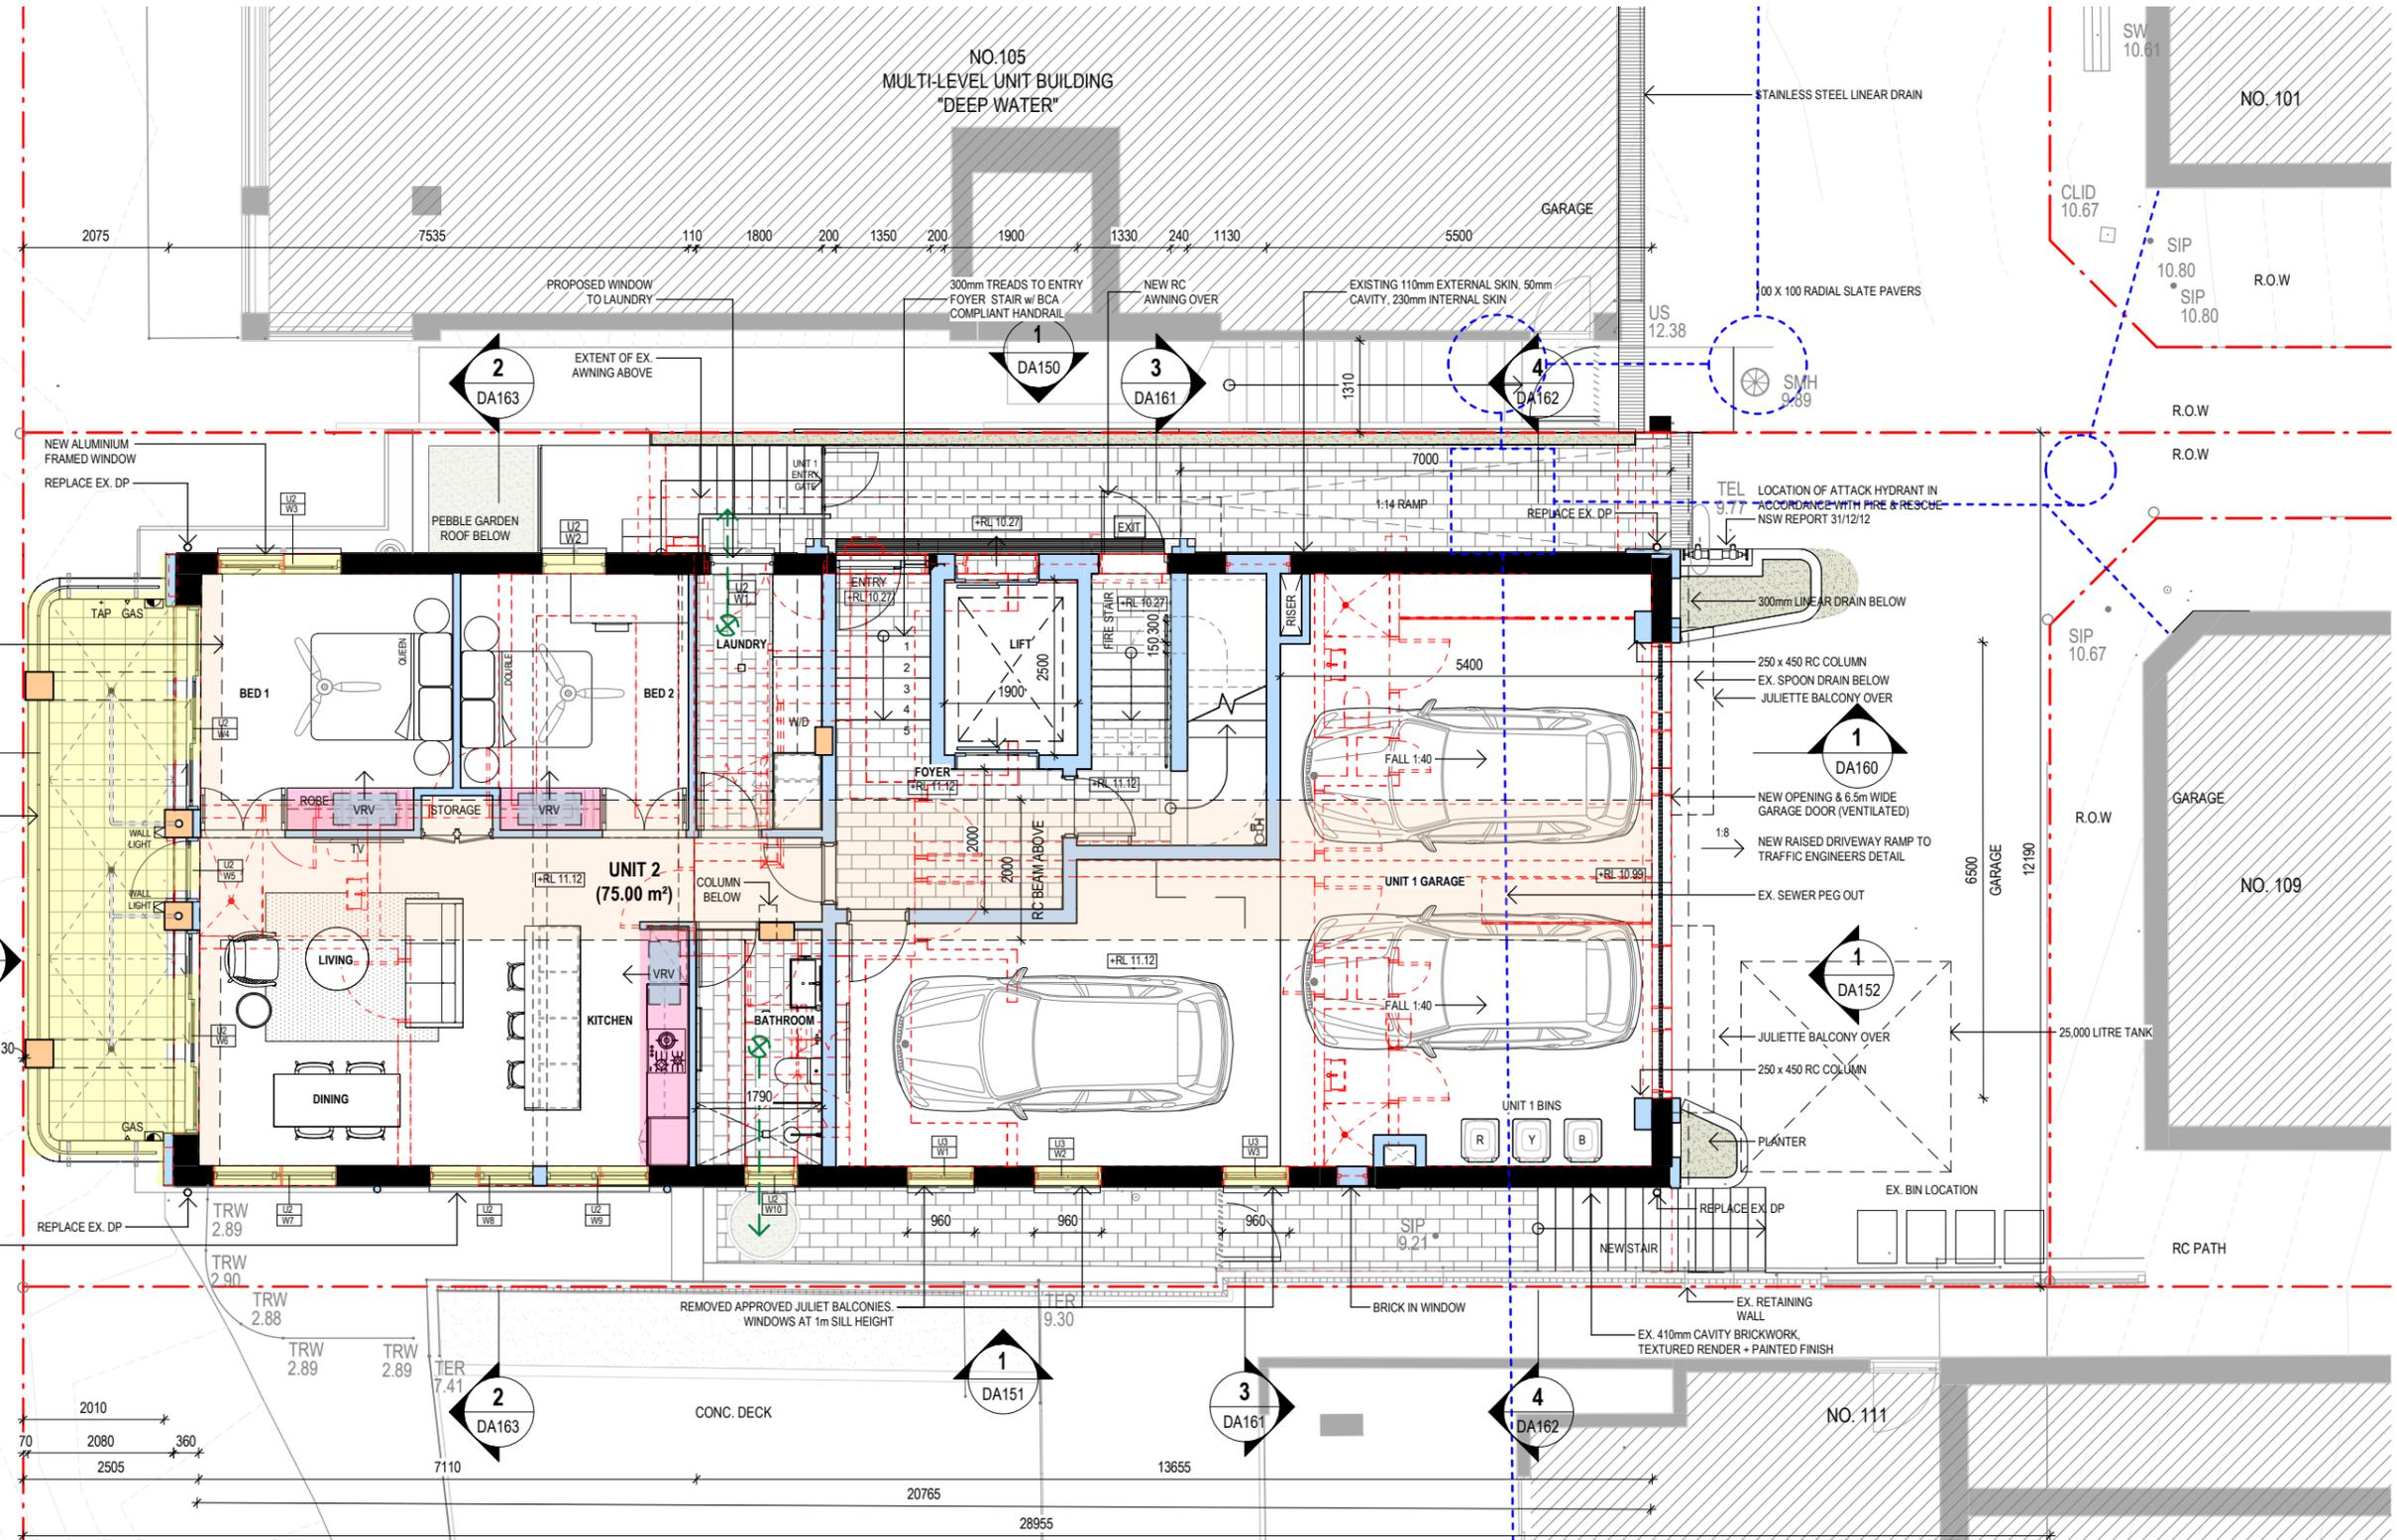 NO.105
MULTI-LEVEL UNIT BUILDING
"DEEP WATER"
SW
10.61
NO. 101
STAINLESS STEEL LINEAR DRAIN
CLID
10.67
GARAGE
SIP
10.80
SIP
10.80
R.O.W
2075
7535
110
1800
200
1350
200
1900
1330
240
1130
5500
PROPOSED WINDOW
TO LAUNDRY
300mm TREADS TO ENTRY
FOYER STAIR w/ BCA
COMPLIANT HANDRAIL
NEW RC
AWNING OVER
EXISTING 110mm EXTERNAL SKIN, 50mm
CAVITY, 230mm INTERNAL SKIN
100 X 100 RADIAL SLATE PAVERS
US
12.38
2
DA163
EXTENT OF EX.
AWNING ABOVE
1
DA150
3
DA161
1310
4
DA162
SMH
9.89
R.O.W
R.O.W
NEW ALUMINIUM
FRAMED WINDOW
REPLACE EX. DP
U2
W3
PEBBLE GARDEN
ROOF BELOW
U2
W2
UNIT 1
ENTRY
GATE
7000
1:14 RAMP
REPLACE EX. DP
+RL 10.27
EXIT
TEL
9.77
LOCATION OF ATTACK HYDRANT IN
ACCORDANCE WITH FIRE & RESCUE
NSW REPORT 31/12/12
TAP GAS
U2
W1
ENTRY
+RL 10.27
+RL 10.27
FIRE STAIR
150
300
RISER
300mm LINEAR DRAIN BELOW
QUEEN
DOUBLE
LAUNDRY
LIFT
2500
1900
1
2
3
4
5
5400
250 x 450 RC COLUMN
EX. SPOON DRAIN BELOW
JULIETTE BALCONY OVER
SIP
10.67
BED 1
BED 2
U2
W4
W/D
FOYER
+RL 11.12
+RL 11.12
FALL 1:40
1
DA160
NEW OPENING & 6.5m WIDE
GARAGE DOOR (VENTILATED)
NEW RAISED DRIVEWAY RAMP TO
TRAFFIC ENGINEERS DETAIL
1:8
6500
GARAGE
12190
R.O.W
GARAGE
NO. 109
ROBE
VRV
STORAGE
VRV
WALL
LIGHT
TV
U2
W5
WALL
LIGHT
+RL 11.12
UNIT 2
(75.00 m²)
COLUMN
BELOW
2000
2000
RC BEAM ABOVE
UNIT 1 GARAGE
+RL 10.99
EX. SEWER PEG OUT
LIVING
VRV
+RL 11.12
1
DA152
FALL 1:40
U2
W6
KITCHEN
BATHROOM
JULIETTE BALCONY OVER
25,000 LITRE TANK
30
DINING
1790
250 x 450 RC COLUMN
UNIT 1 BINS
R
Y
B
PLANTER
GAS
U3
W1
U3
W2
U3
W3
EX. BIN LOCATION
REPLACE EX. DP
U2
W7
U2
W8
U2
W9
U2
W10
TRW
2.89
960
960
960
SIP
9.21
REPLACE EX. DP
NEW STAIR
RC PATH
TRW
2.90
TRW
2.88
TRW
2.89
TRW
2.89
TER
7.41
REMOVED APPROVED JULIET BALCONIES.
WINDOWS AT 1m SILL HEIGHT
TER
9.30
BRICK IN WINDOW
EX. RETAINING
WALL
EX. 410mm CAVITY BRICKWORK,
TEXTURED RENDER + PAINTED FINISH
2
DA163
CONC. DECK
1
DA151
3
DA161
4
DA162
NO. 111
2010
70
2080
360
2505
7110
13655
20765
28955